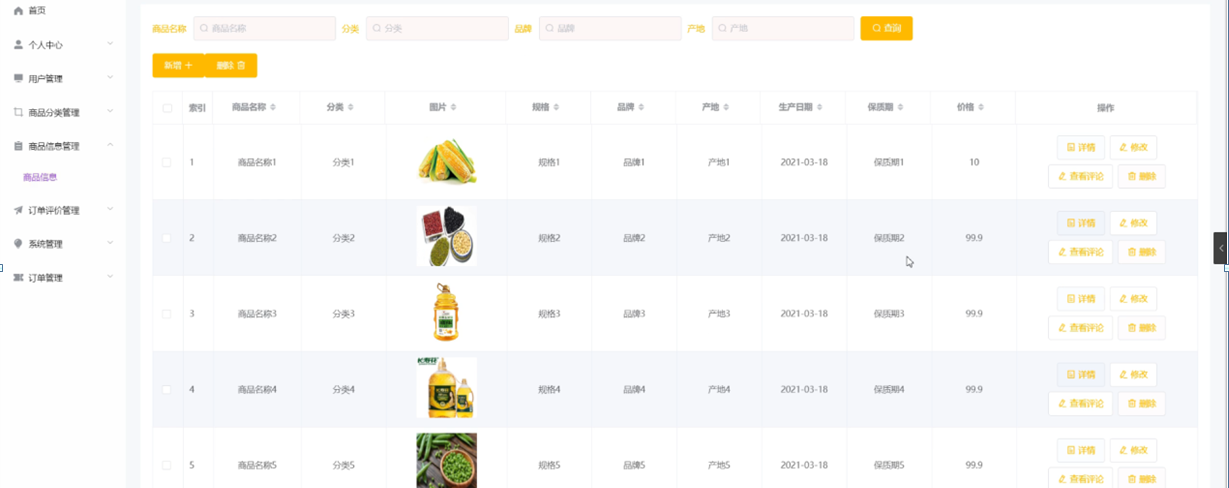 首页
个人中心
用户管理
商品分类管理
商品信息管理
商品信息
订单评价管理
系统管理
订单管理
商品名称 商品名称 分类 分类 品牌 品牌 产地 产地 查询
新增 删除
索引 商品名称 分类 图片 规格 品牌 产地 生产日期 保质期 价格 操作
1 商品名称1 分类1 规格1 品牌1 产地1 2021-03-18 保质期1 10 详情 修改
查看评论 删除
2 商品名称2 分类2 规格2 品牌2 产地2 2021-03-18 保质期2 99.9 详情 修改
查看评论 删除
3 商品名称3 分类3 规格3 品牌3 产地3 2021-03-18 保质期3 99.9 详情 修改
查看评论 删除
4 商品名称4 分类4 规格4 品牌4 产地4 2021-03-18 保质期4 99.9 详情 修改
查看评论 删除
5 商品名称5 分类5 规格5 品牌5 产地5 2021-03-18 保质期5 99.9 详情 修改
查看评论 删除